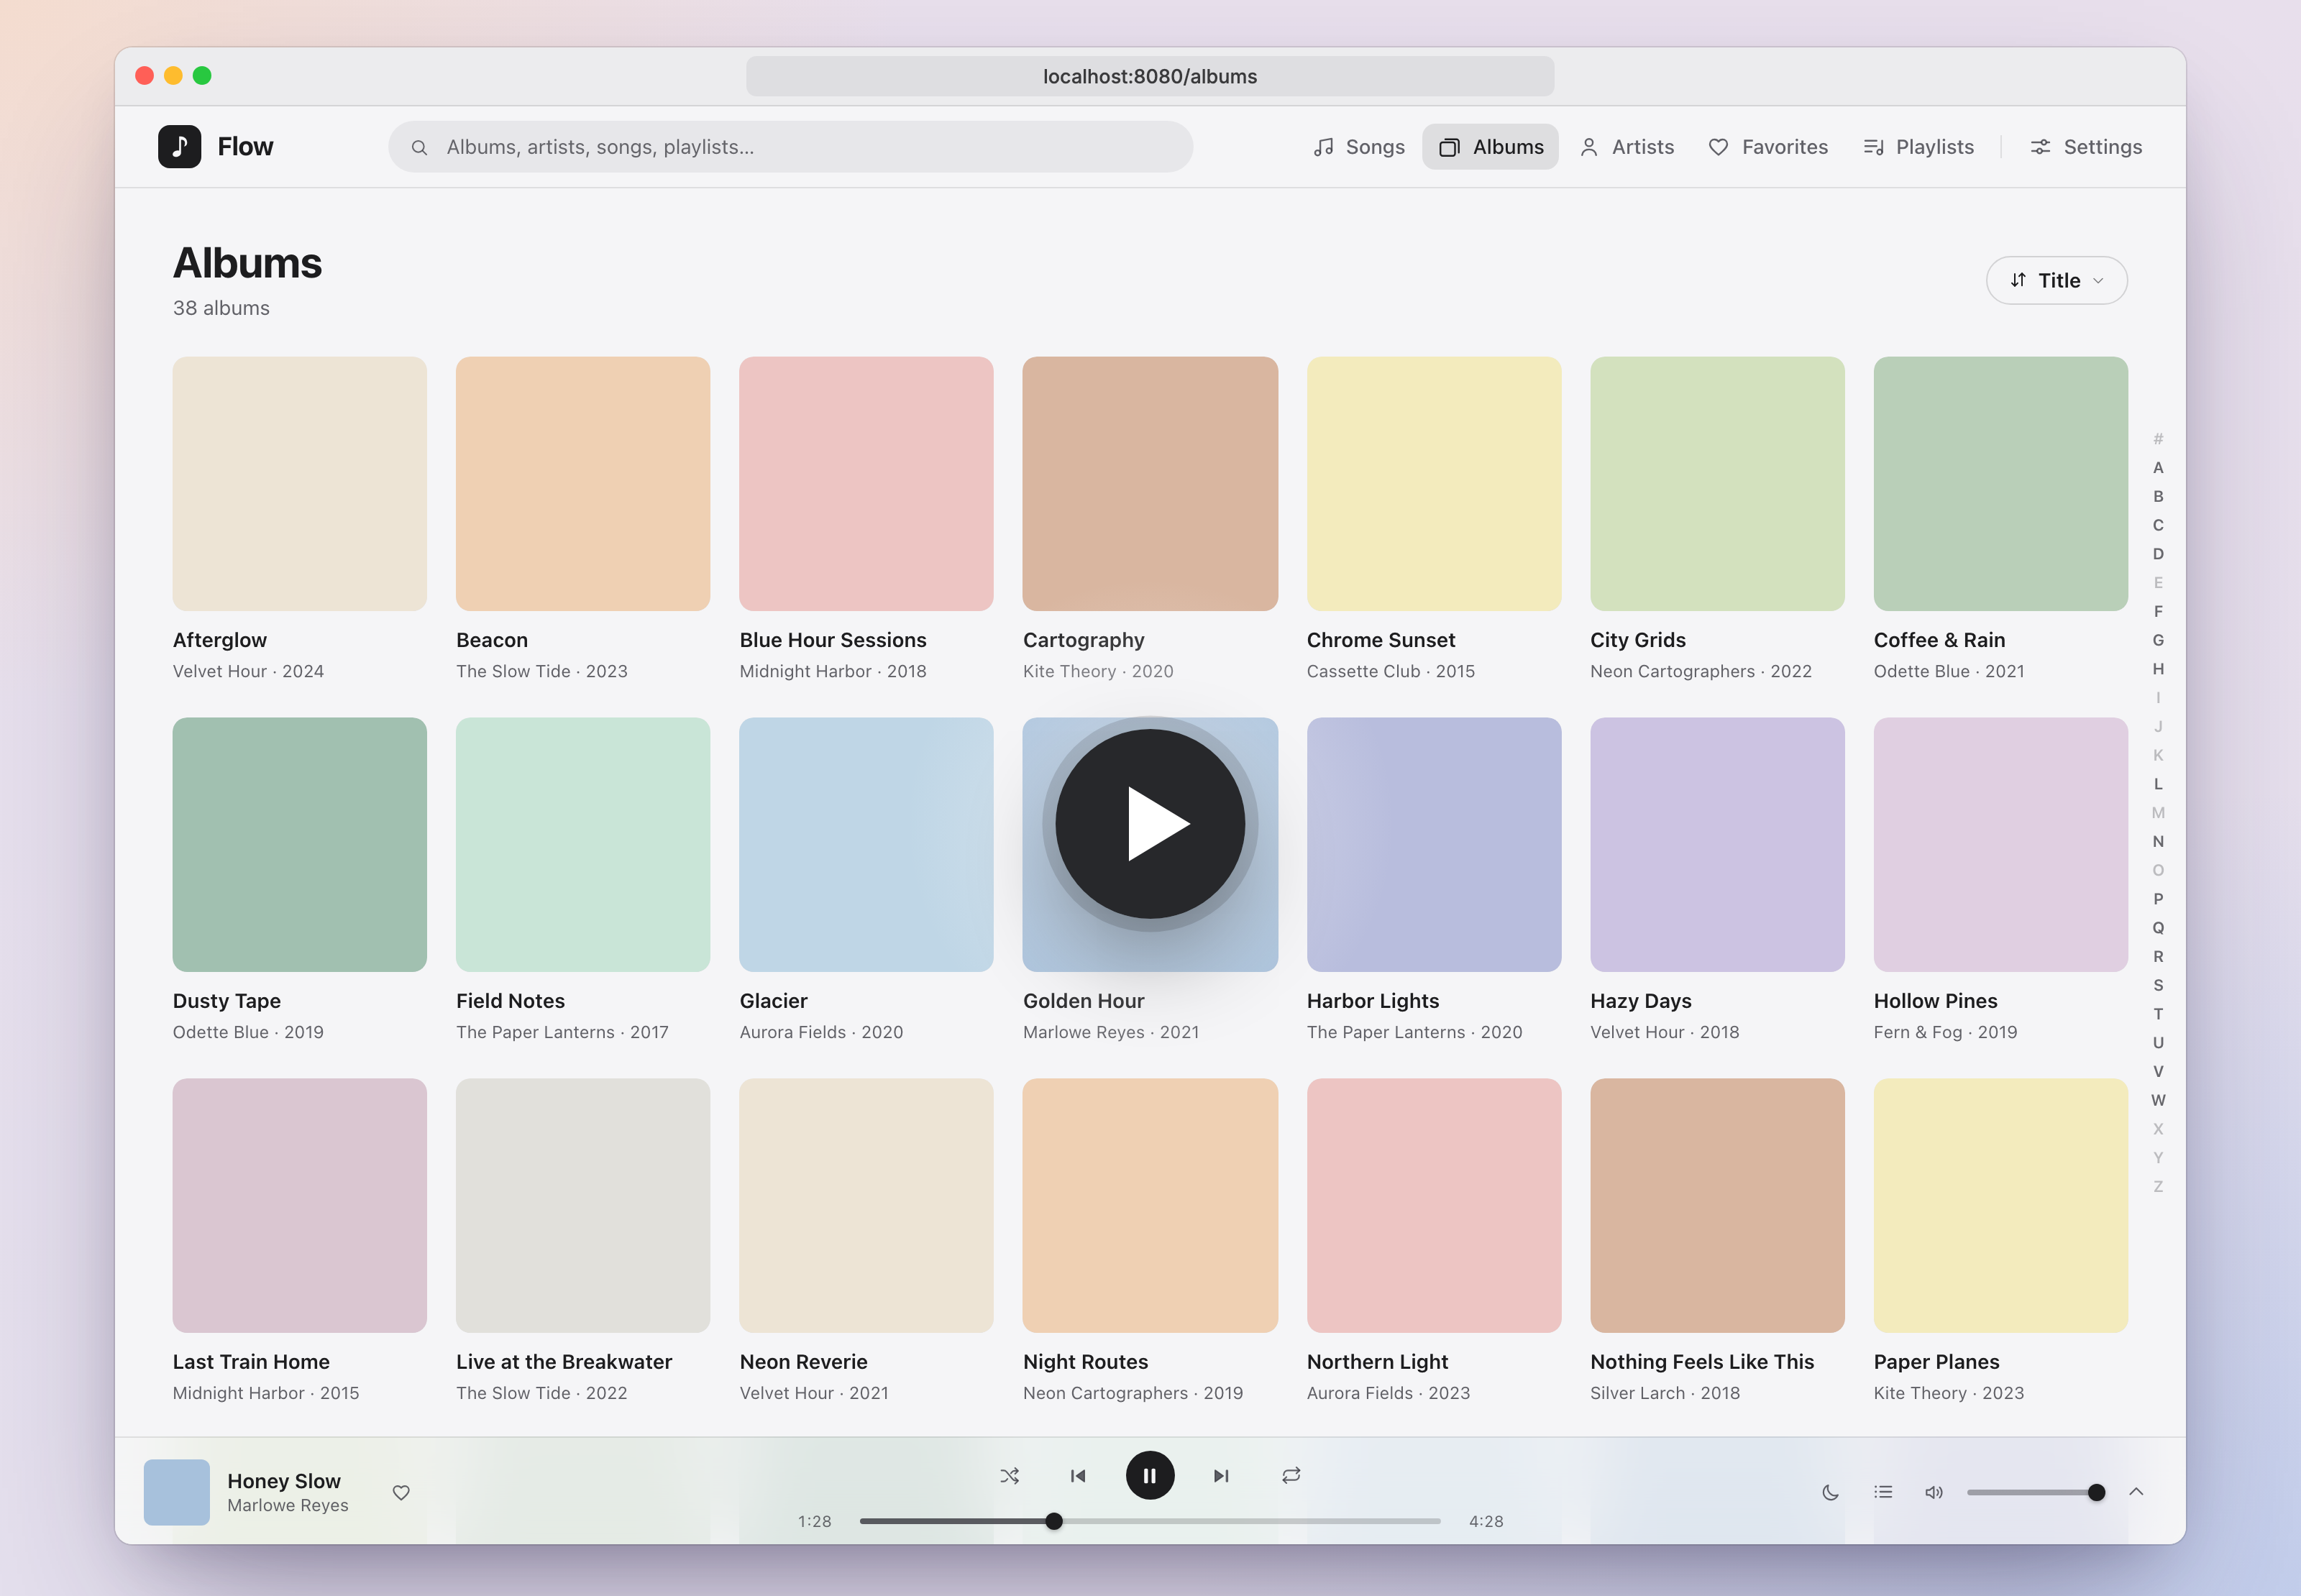 localhost:8080/albums
Flow
Albums, artists, songs, playlists...
Songs
Albums
Artists
Favorites
Playlists
Settings
Albums
38 albums
Title
Afterglow
Velvet Hour · 2024
Beacon
The Slow Tide · 2023
Blue Hour Sessions
Midnight Harbor · 2018
Cartography
Kite Theory · 2020
Chrome Sunset
Cassette Club · 2015
City Grids
Neon Cartographers · 2022
Coffee & Rain
Odette Blue · 2021
Dusty Tape
Odette Blue · 2019
Field Notes
The Paper Lanterns · 2017
Glacier
Aurora Fields · 2020
Golden Hour
Marlowe Reyes · 2021
Harbor Lights
The Paper Lanterns · 2020
Hazy Days
Velvet Hour · 2018
Hollow Pines
Fern & Fog · 2019
Last Train Home
Midnight Harbor · 2015
Live at the Breakwater
The Slow Tide · 2022
Neon Reverie
Velvet Hour · 2021
Night Routes
Neon Cartographers · 2019
Northern Light
Aurora Fields · 2023
Nothing Feels Like This
Silver Larch · 2018
Paper Planes
Kite Theory · 2023
#
A
B
C
D
E
F
G
H
I
J
K
L
M
N
O
P
Q
R
S
T
U
V
W
X
Y
Z
Honey Slow
Marlowe Reyes
1:28
4:28